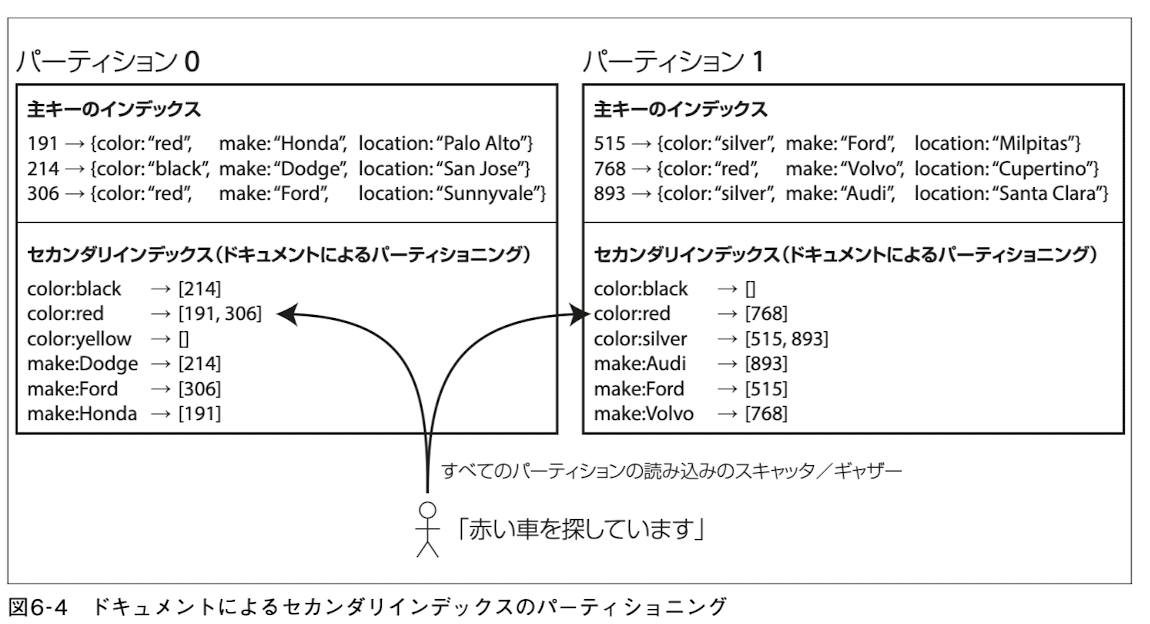 パーティション 0
主キーのインデックス
191 → {color: “red”, make: “Honda”, location: “Palo Alto”}
214 → {color: “black”, make: “Dodge”, location: “San Jose”}
306 → {color: “red”, make: “Ford”, location: “Sunnyvale”}
セカンダリインデックス（ドキュメントによるパーティショニング）
color:black → [214]
color:red → [191, 306]
color:yellow → []
make:Dodge → [214]
make:Ford → [306]
make:Honda → [191]
パーティション 1
主キーのインデックス
515 → {color: “silver”, make: “Ford”, location: “Milpitas”}
768 → {color: “red”, make: “Volvo”, location: “Cupertino”}
893 → {color: “silver”, make: “Audi”, location: “Santa Clara”}
セカンダリインデックス（ドキュメントによるパーティショニング）
color:black → []
color:red → [768]
color:silver → [515, 893]
make:Audi → [893]
make:Ford → [515]
make:Volvo → [768]
すべてのパーティションの読み込みのスキャッタ／ギャザー
「赤い車を探しています」
図6-4 ドキュメントによるセカンダリインデックスのパーティショニング